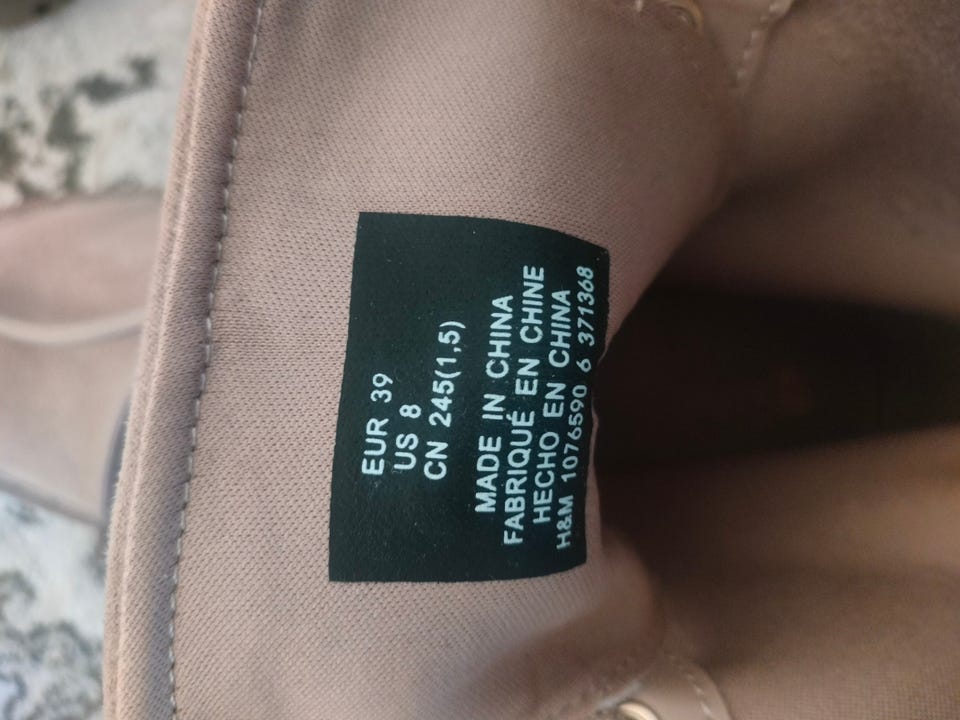 EUR 39
US 8
CN 245(1,5)
MADE IN CHINA
FABRIQUÉ EN CHINE
HECHO EN CHINA
H&M 1076590 6 371368